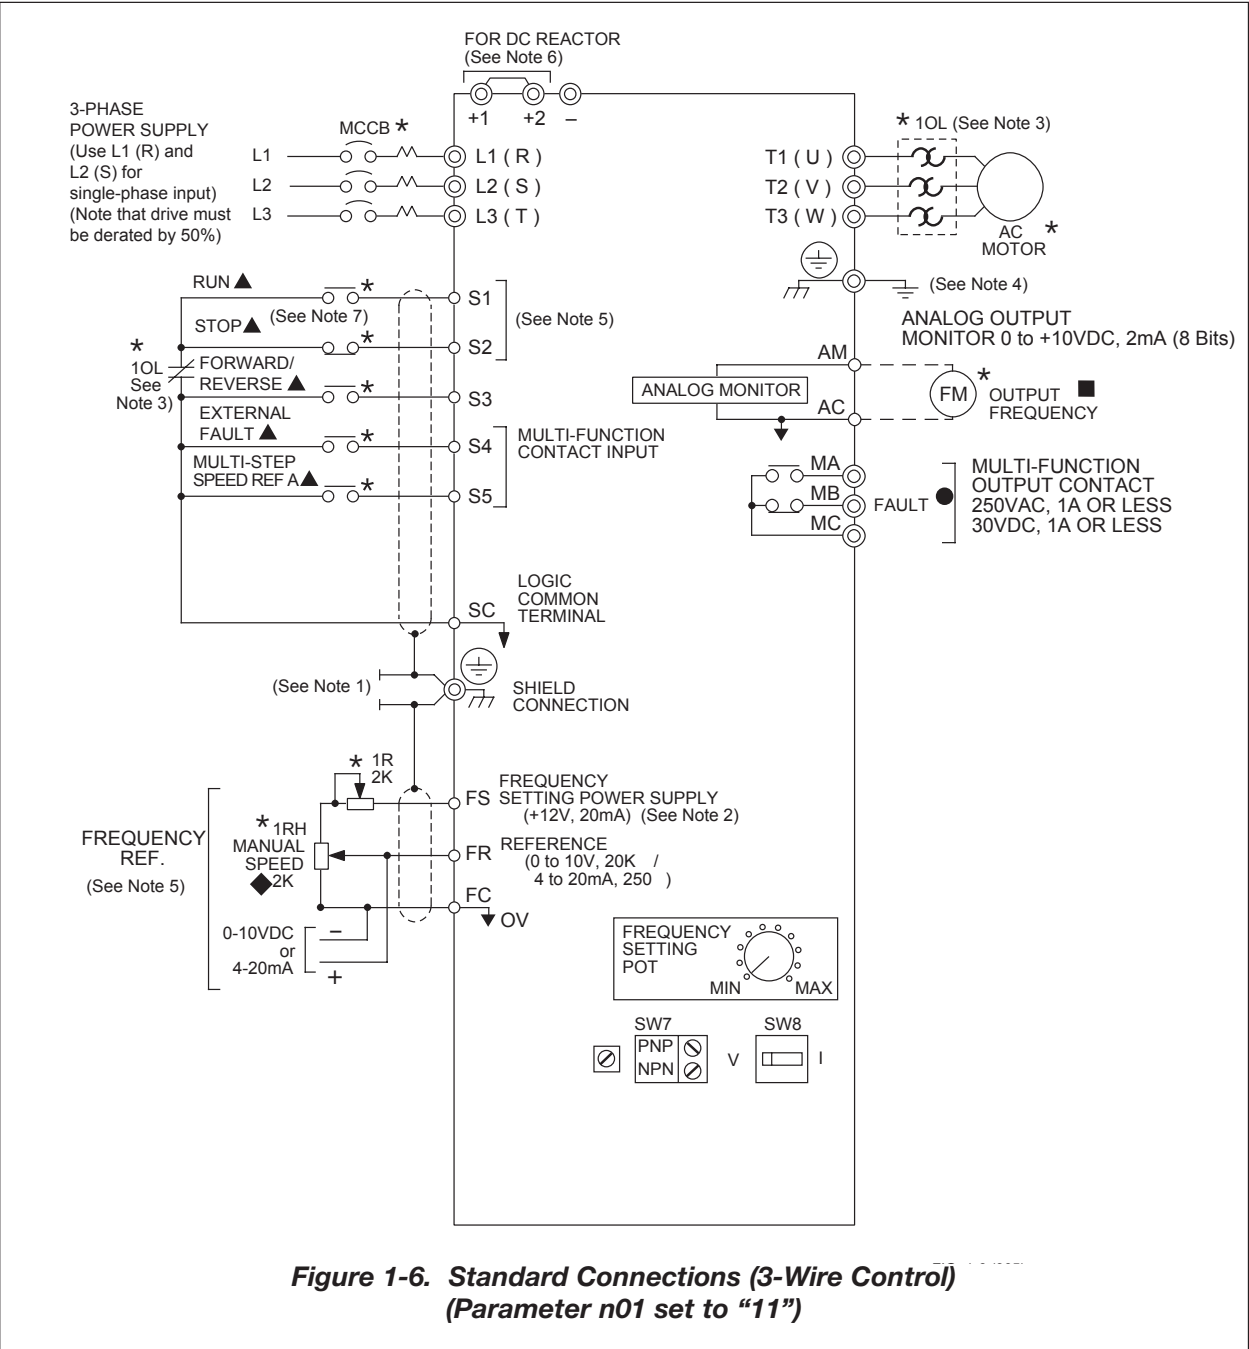 FOR DC REACTOR
(See Note 6)
+1 +2 –
3-PHASE
POWER SUPPLY
(Use L1 (R) and
L2 (S) for
single-phase input)
(Note that drive must
be derated by 50%)
MCCB *
L1
L2
L3
L1 ( R )
L2 ( S )
L3 ( T )
* 1OL (See Note 3)
T1 ( U )
T2 ( V )
T3 ( W )
AC
MOTOR *
(See Note 4)
RUN ▲ *
(See Note 7)
STOP ▲ *
* 1OL
See
Note 3)
FORWARD/
REVERSE ▲ *
EXTERNAL
FAULT ▲ *
MULTI-STEP
SPEED REF A ▲ *
S1
S2
S3
S4
S5
(See Note 5)
MULTI-FUNCTION
CONTACT INPUT
ANALOG OUTPUT
MONITOR 0 to +10VDC, 2mA (8 Bits)
AM
ANALOG MONITOR
AC
FM *
OUTPUT ■
FREQUENCY
MA
MB
MC
FAULT ●
MULTI-FUNCTION
OUTPUT CONTACT
250VAC, 1A OR LESS
30VDC, 1A OR LESS
SC
LOGIC
COMMON
TERMINAL
(See Note 1)
SHIELD
CONNECTION
* 1R
2K
FS
FREQUENCY
SETTING POWER SUPPLY
(+12V, 20mA) (See Note 2)
FREQUENCY
REF.
(See Note 5)
* 1RH
MANUAL
SPEED
◆ 2K
FR
REFERENCE
(0 to 10V, 20K /
4 to 20mA, 250 )
FC
OV
0-10VDC
or
4-20mA
–
+
FREQUENCY
SETTING
POT
MIN MAX
SW7
PNP
NPN
SW8
V I
Figure 1-6. Standard Connections (3-Wire Control)
(Parameter n01 set to “11”)